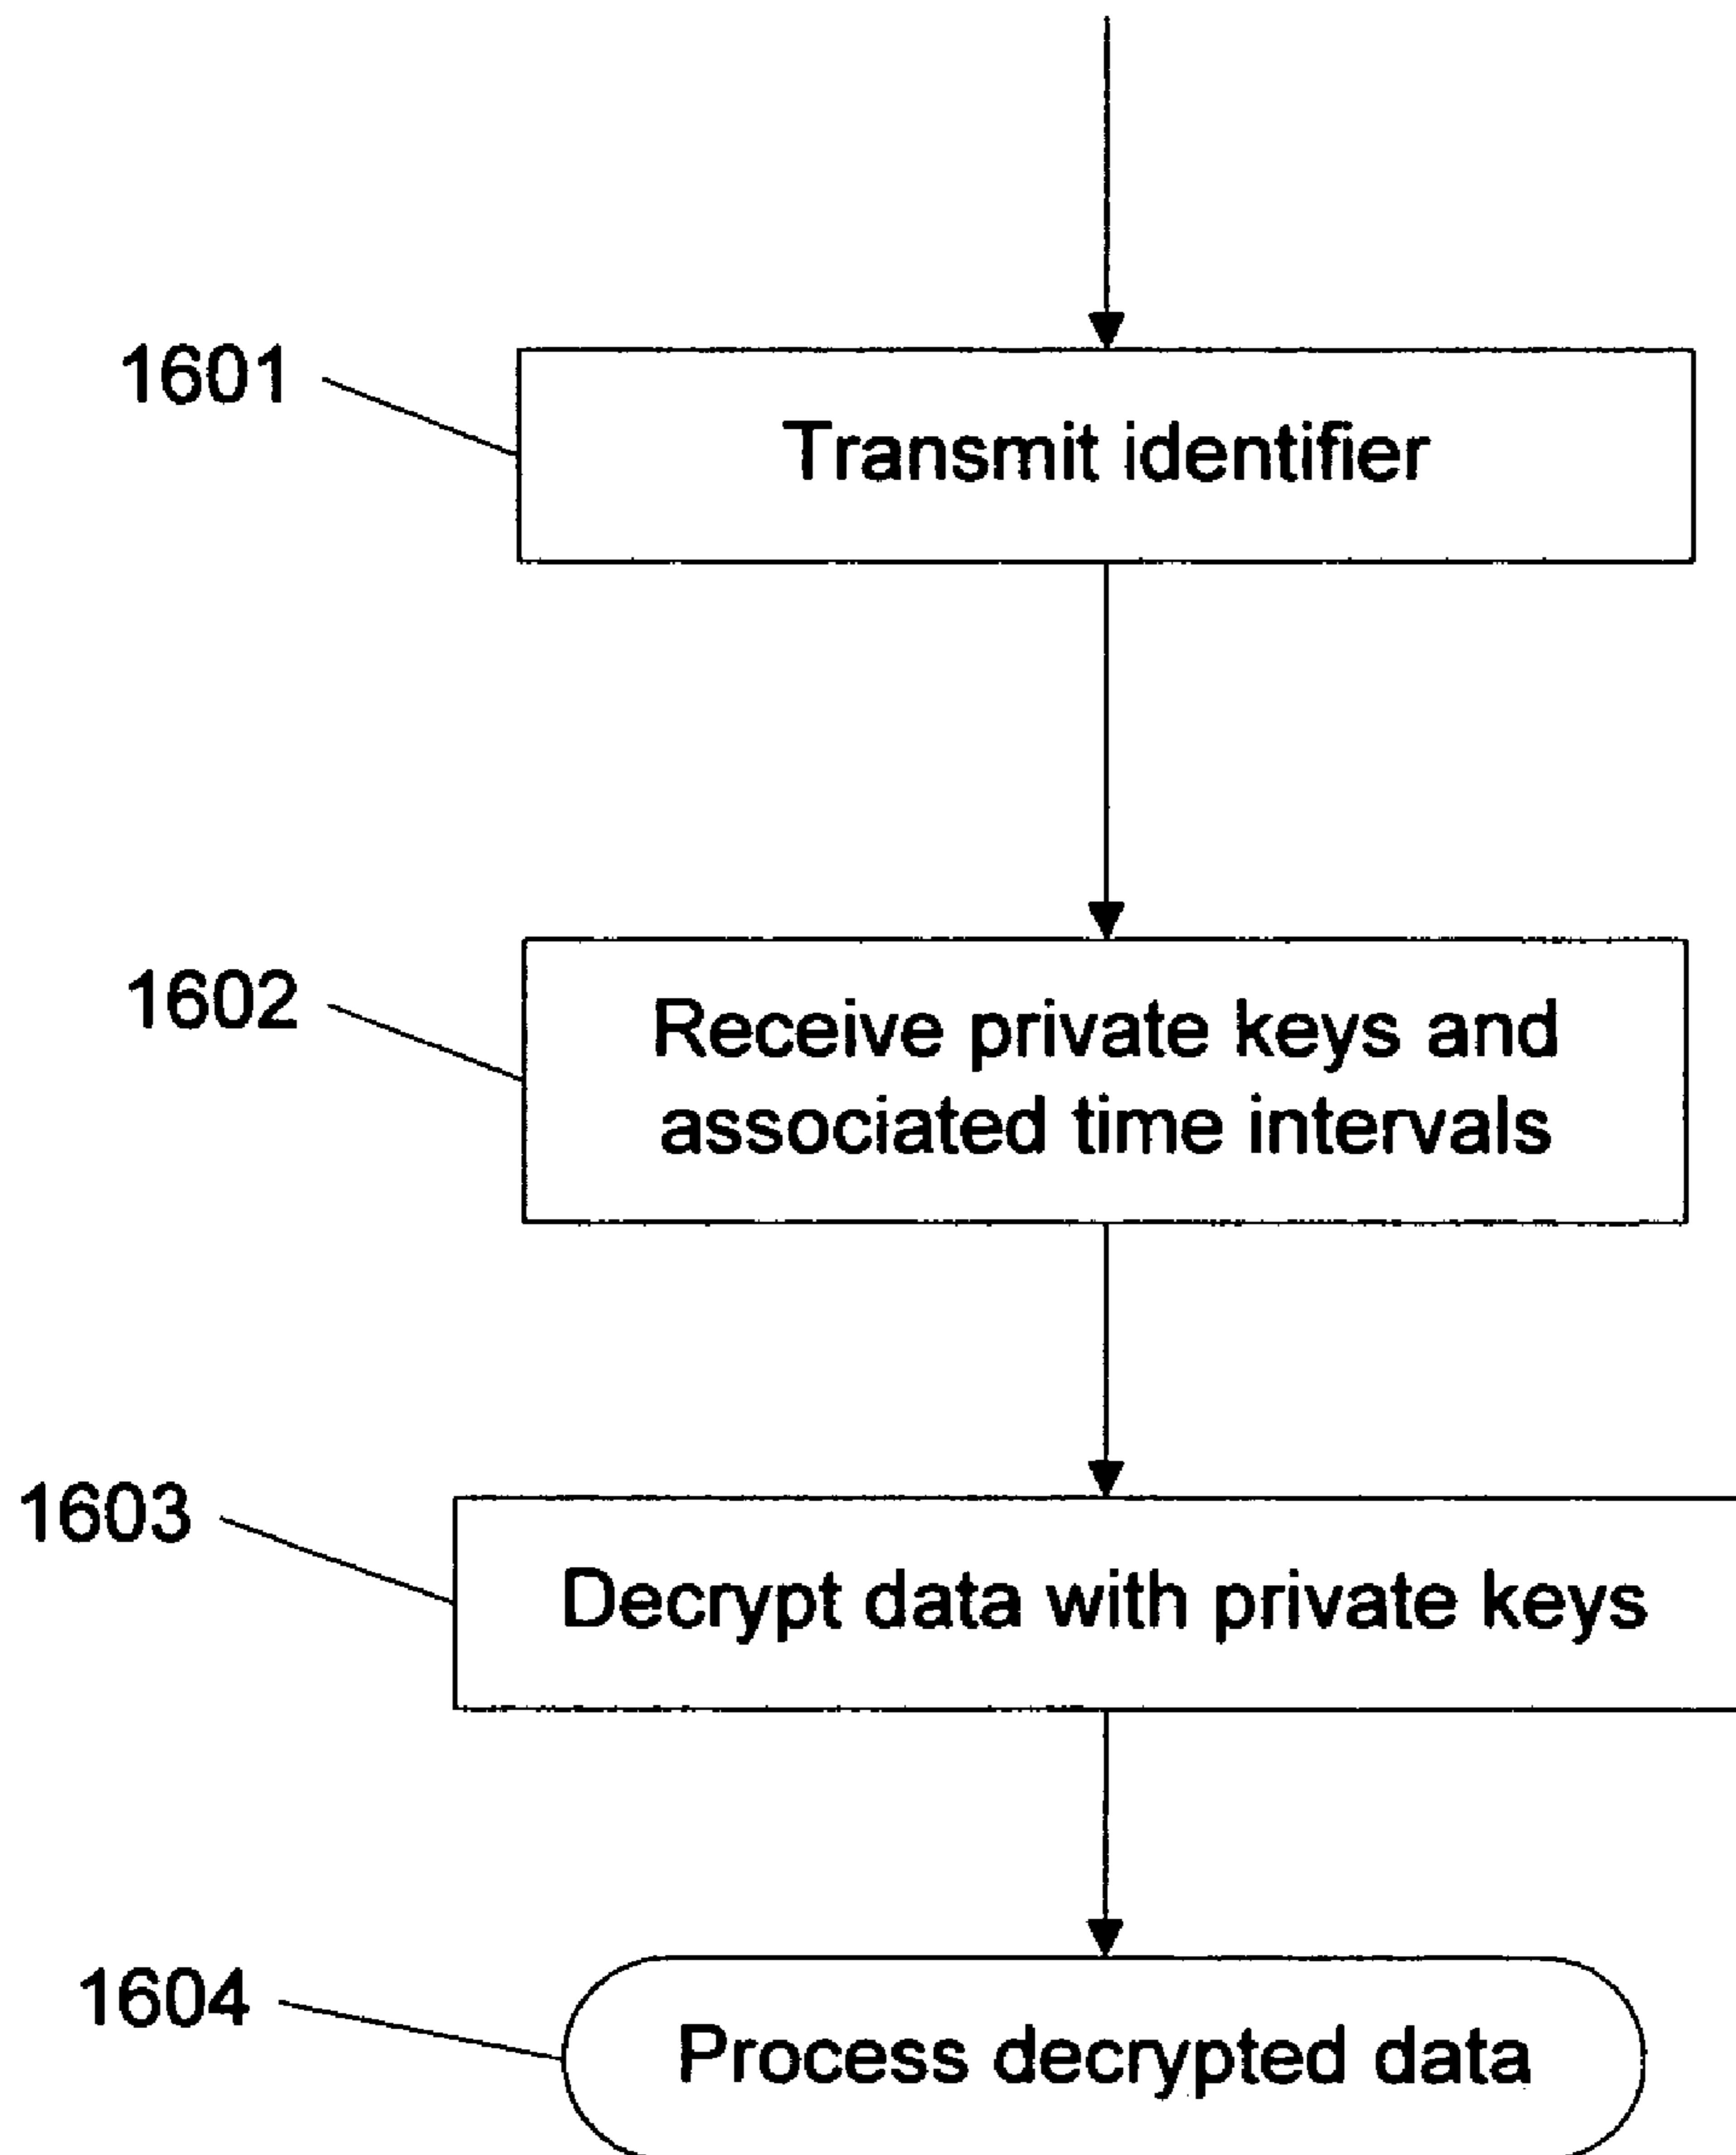 1601
Transmit identifier
1602
Receive private keys and
associated time intervals
1603
Decrypt data with private keys
1604
Process decrypted data